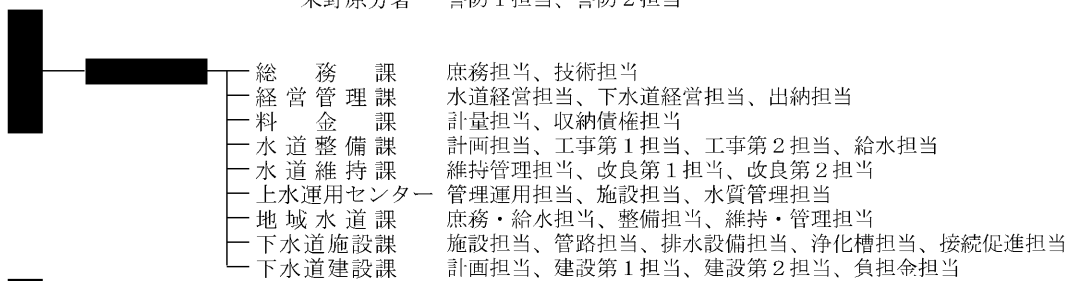 警防１担当、警防２担当
総務課 庶務担当、技術担当
経営管理課 水道経営担当、下水道経営担当、出納担当
料金課 計量担当、収納債権担当
水道整備課 計画担当、工事第１担当、工事第２担当、給水担当
水道維持課 維持管理担当、改良第１担当、改良第２担当
上水運用センター 管理運用担当、施設担当、水質管理担当
地域水道課 庶務・給水担当、整備担当、維持・管理担当
下水道施設課 施設担当、管路担当、排水設備担当、浄化槽担当、接続促進担当
下水道建設課 計画担当、建設第１担当、建設第２担当、負担金担当